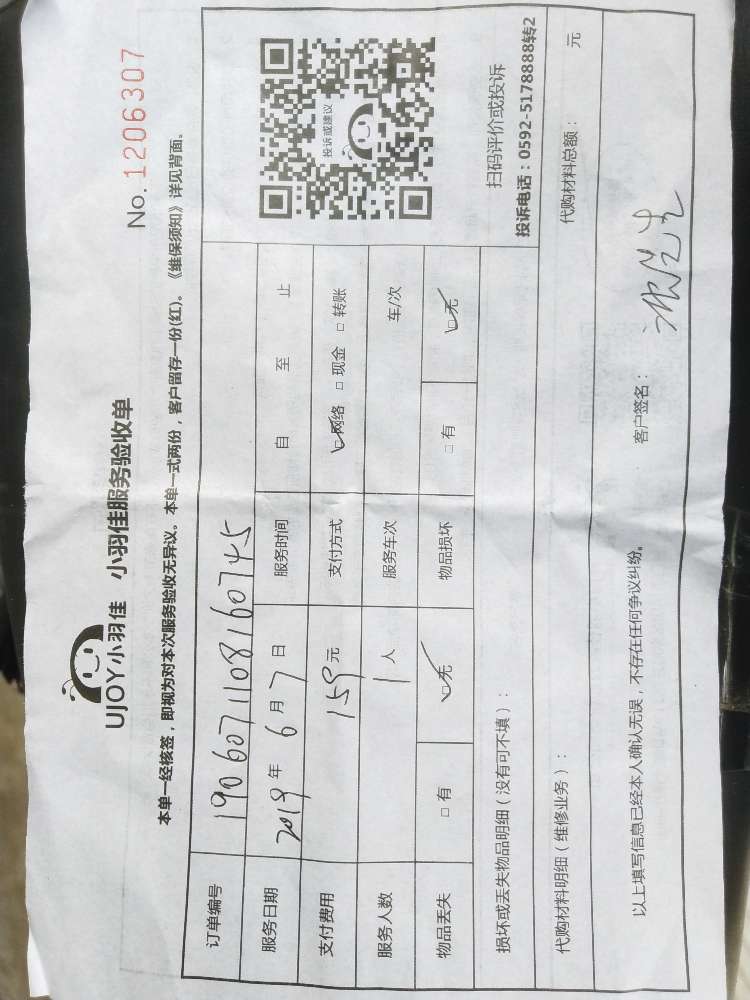 UJOY小羽佳 小羽佳服务验收单
No. 1206307
本单一经核签，即视为对本次服务验收无异议。本单一式两份，客户留存一份(红)。《维保须知》详见背面。
订单编号 1906071108160745
服务日期 2019年 6月 7日 服务时间 自 至 止
支付费用 159元 支付方式 □网络 □现金 □转账
服务人数 1人 服务车次 车/次
物品丢失 □有 □无 物品损坏 □有 □无
投诉或建议
扫码评价或投诉
投诉电话：0592-5178888转2
损坏或丢失物品明细（没有可不填）：
代购材料明细（维修业务）： 代购材料总额： 元
以上填写信息已经本人确认无误，不存在任何争议纠纷。 客户签名：